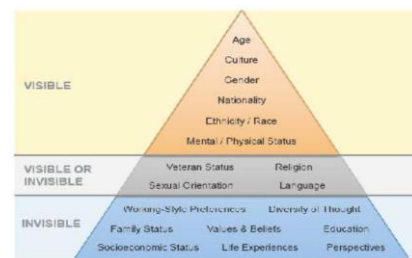 VISIBLE
Age
Culture
Gender
Nationality
Ethnicity / Race
Mental / Physical Status
VISIBLE OR
INVISIBLE
Veteran Status Religion
Sexual Orientation Language
INVISIBLE
Working-Style Preferences Diversity of Thought
Family Status Values & Beliefs Education
Socioeconomic Status Life Experiences Perspectives